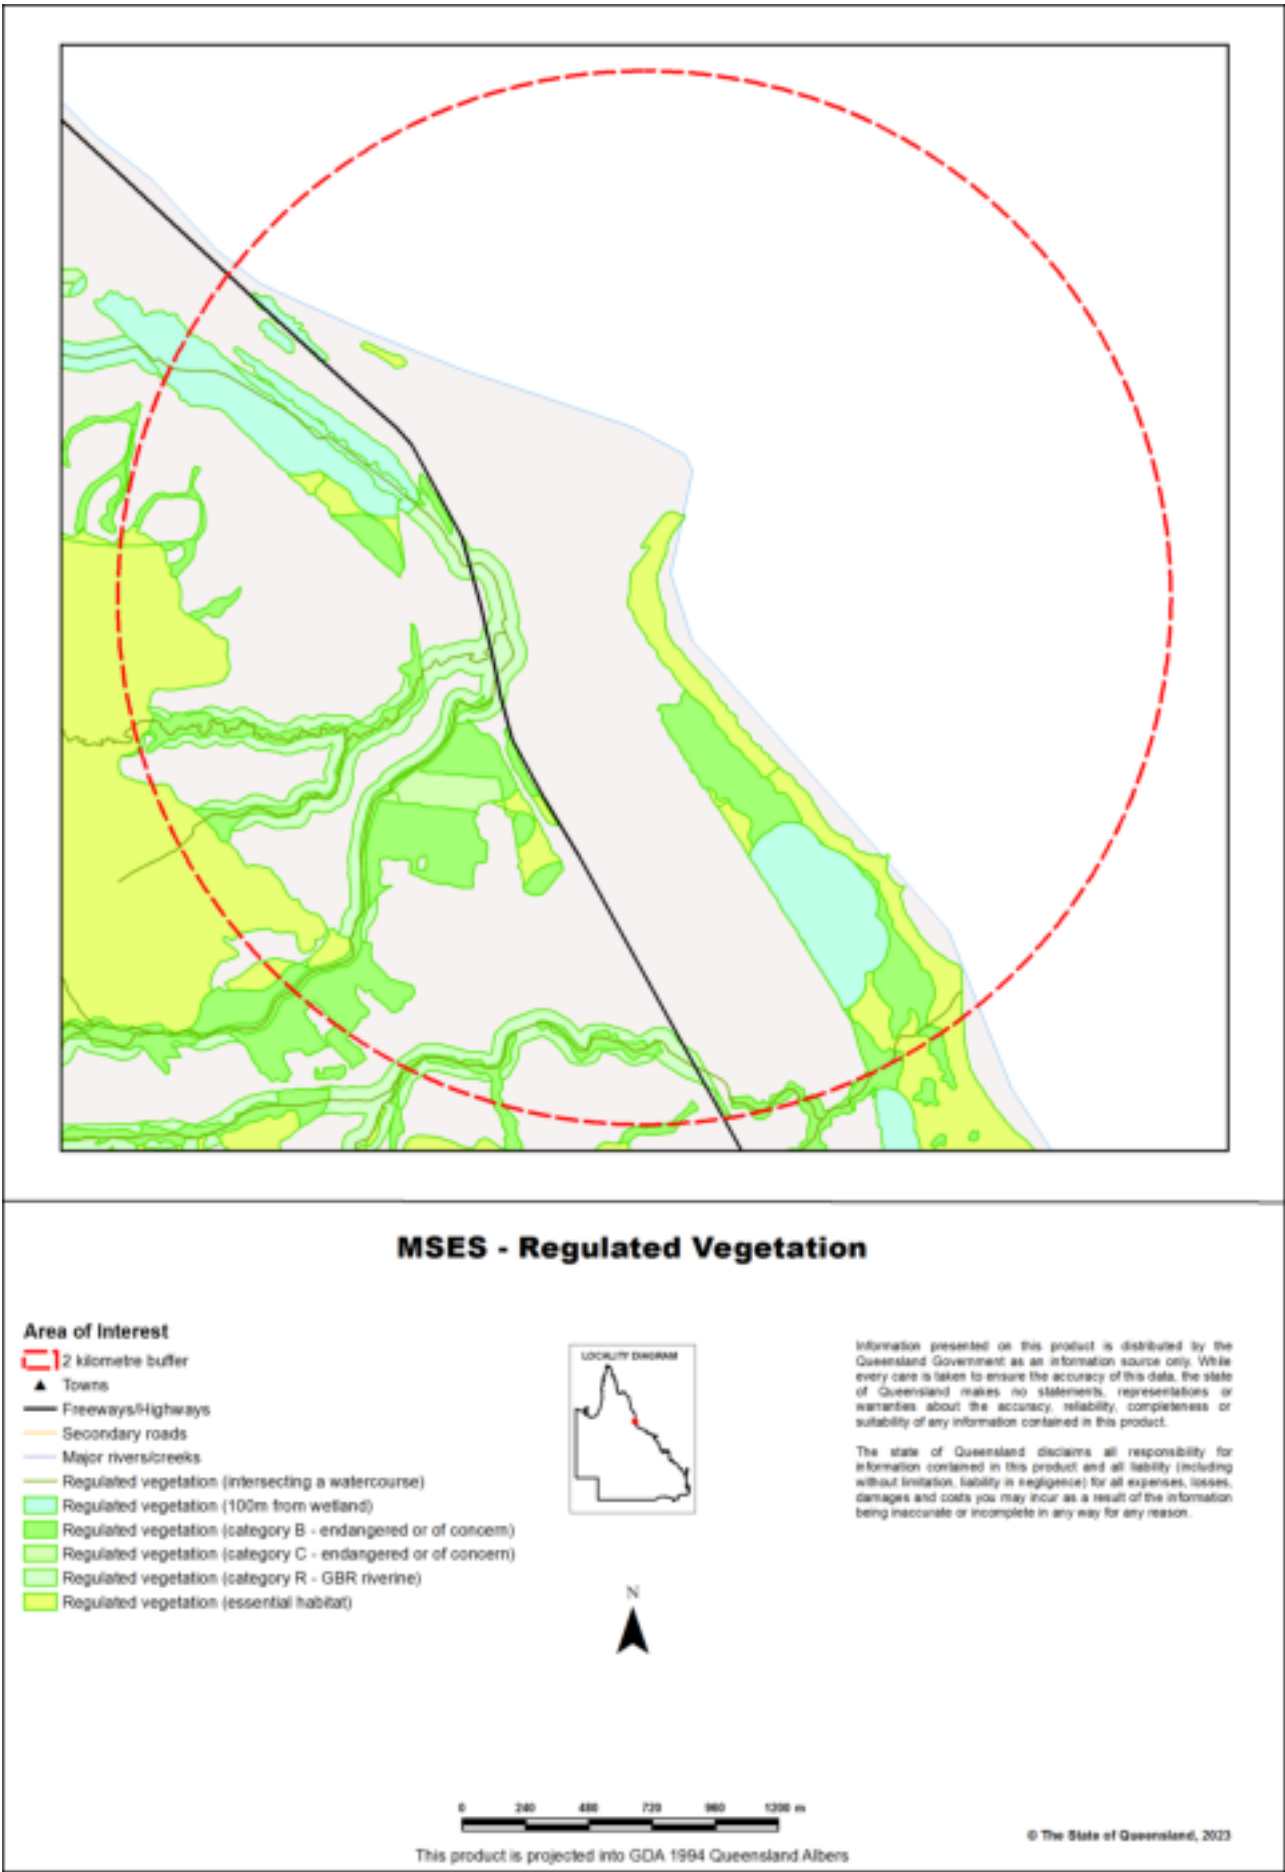 MSES - Regulated Vegetation
Area of Interest
2 kilometre buffer
Towns
Freeways/Highways
Secondary roads
Major rivers/creeks
Regulated vegetation (intersecting a watercourse)
Regulated vegetation (100m from wetland)
Regulated vegetation (category B - endangered or of concern)
Regulated vegetation (category C - endangered or of concern)
Regulated vegetation (category R - GBR riverine)
Regulated vegetation (essential habitat)
LOCALITY DIAGRAM
N
Information presented on this product is distributed by the
Queensland Government as an information source only. While
every care is taken to ensure the accuracy of this data, the state
of Queensland makes no statements, representations or
warranties about the accuracy, reliability, completeness or
suitability of any information contained in this product.
The state of Queensland disclaims all responsibility for
information contained in this product and all liability (including
without limitation, liability in negligence) for all expenses, losses,
damages and costs you may incur as a result of the information
being inaccurate or incomplete in any way for any reason.
0 240 480 720 960 1200 m
This product is projected into GDA 1994 Queensland Albers
© The State of Queensland, 2023